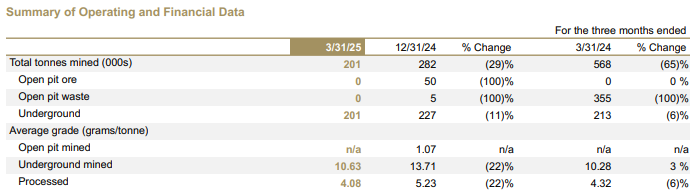 Summary of Operating and Financial Data
For the three months ended
3/31/25 12/31/24 % Change 3/31/24 % Change
Total tonnes mined (000s) 201 282 (29)% 568 (65)%
Open pit ore 0 50 (100)% 0 0 %
Open pit waste 0 5 (100)% 355 (100)%
Underground 201 227 (11)% 213 (6)%
Average grade (grams/tonne)
Open pit mined n/a 1.07 n/a n/a n/a
Underground mined 10.63 13.71 (22)% 10.28 3 %
Processed 4.08 5.23 (22)% 4.32 (6)%